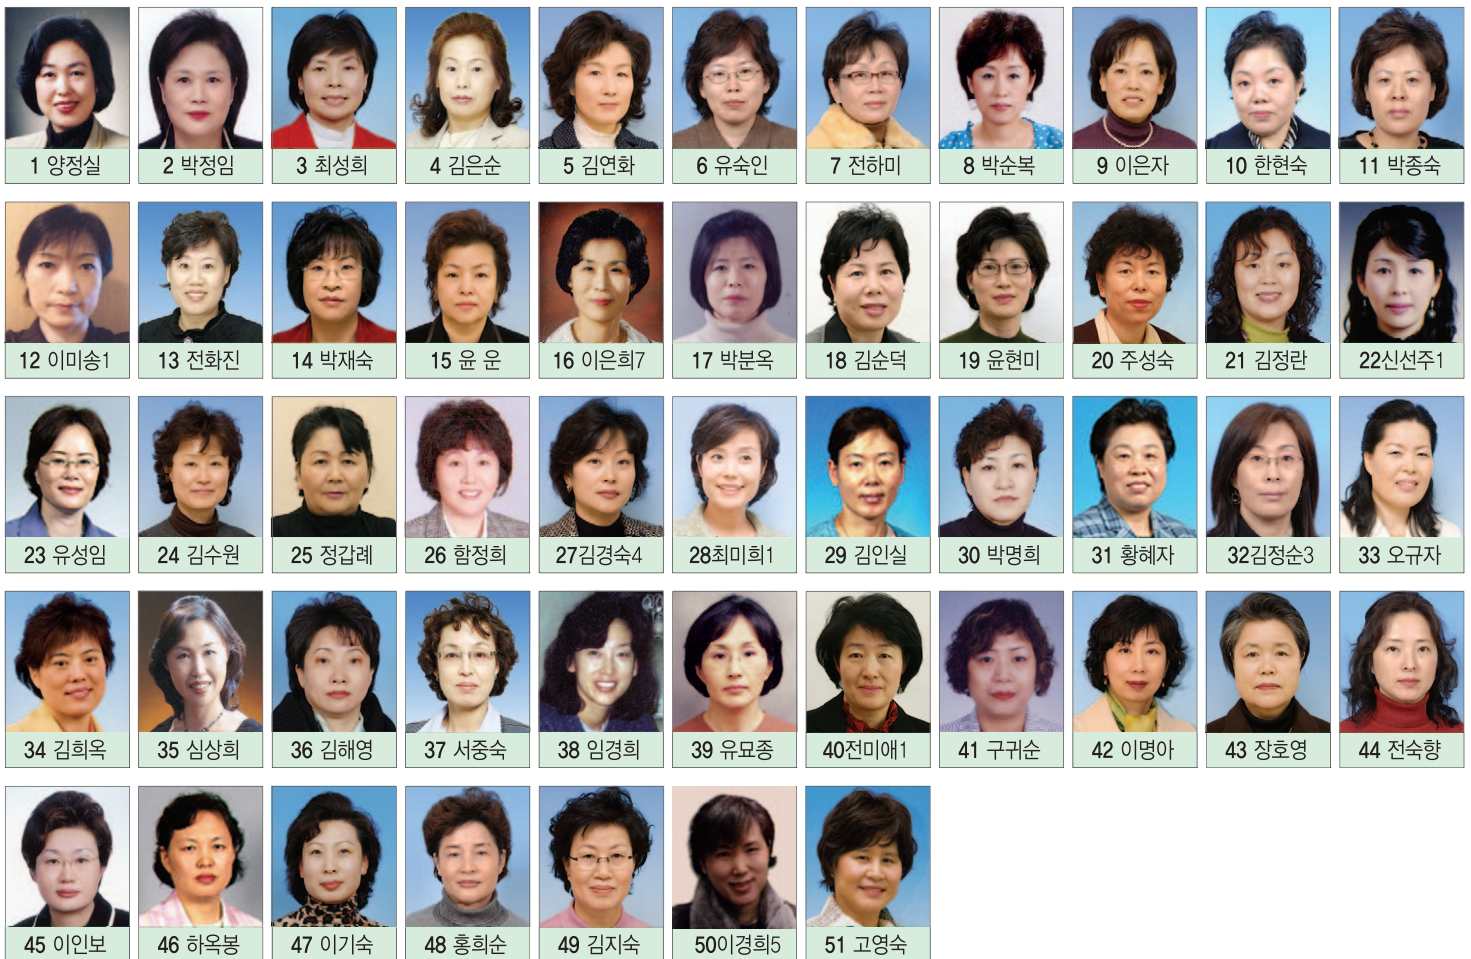 1 양정실
2 박정임
3 최성희
4 김은순
5 김연화
6 유숙인
7 전하미
8 박순복
9 이은자
10 한현숙
11 박종숙
12 이미송1
13 전화진
14 박재숙
15 윤 운
16 이은희7
17 박분옥
18 김순덕
19 윤현미
20 주성숙
21 김정란
22신선주1
23 유성임
24 김수원
25 정갑례
26 함정희
27김경숙4
28최미희1
29 김인실
30 박명희
31 황혜자
32김정순3
33 오규자
34 김희옥
35 심상희
36 김해영
37 서중숙
38 임경희
39 유묘종
40전미애1
41 구귀순
42 이명아
43 장호영
44 전숙향
45 이인보
46 하옥봉
47 이기숙
48 홍희순
49 김지숙
50이경희5
51 고영숙